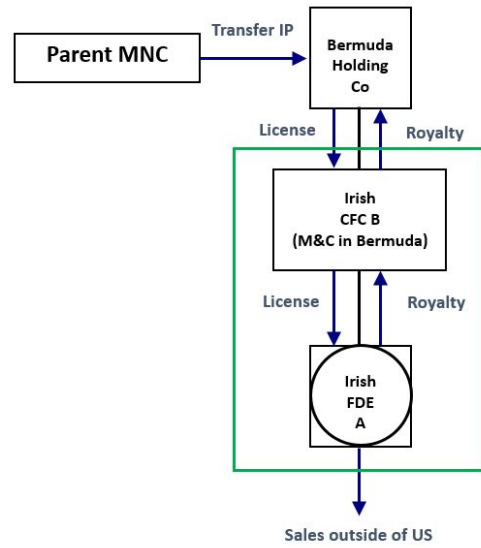 Transfer IP
Parent MNC
Bermuda
Holding
Co
License
Royalty
Irish
CFC B
(M&C in Bermuda)
License
Royalty
Irish
FDE
A
Sales outside of US